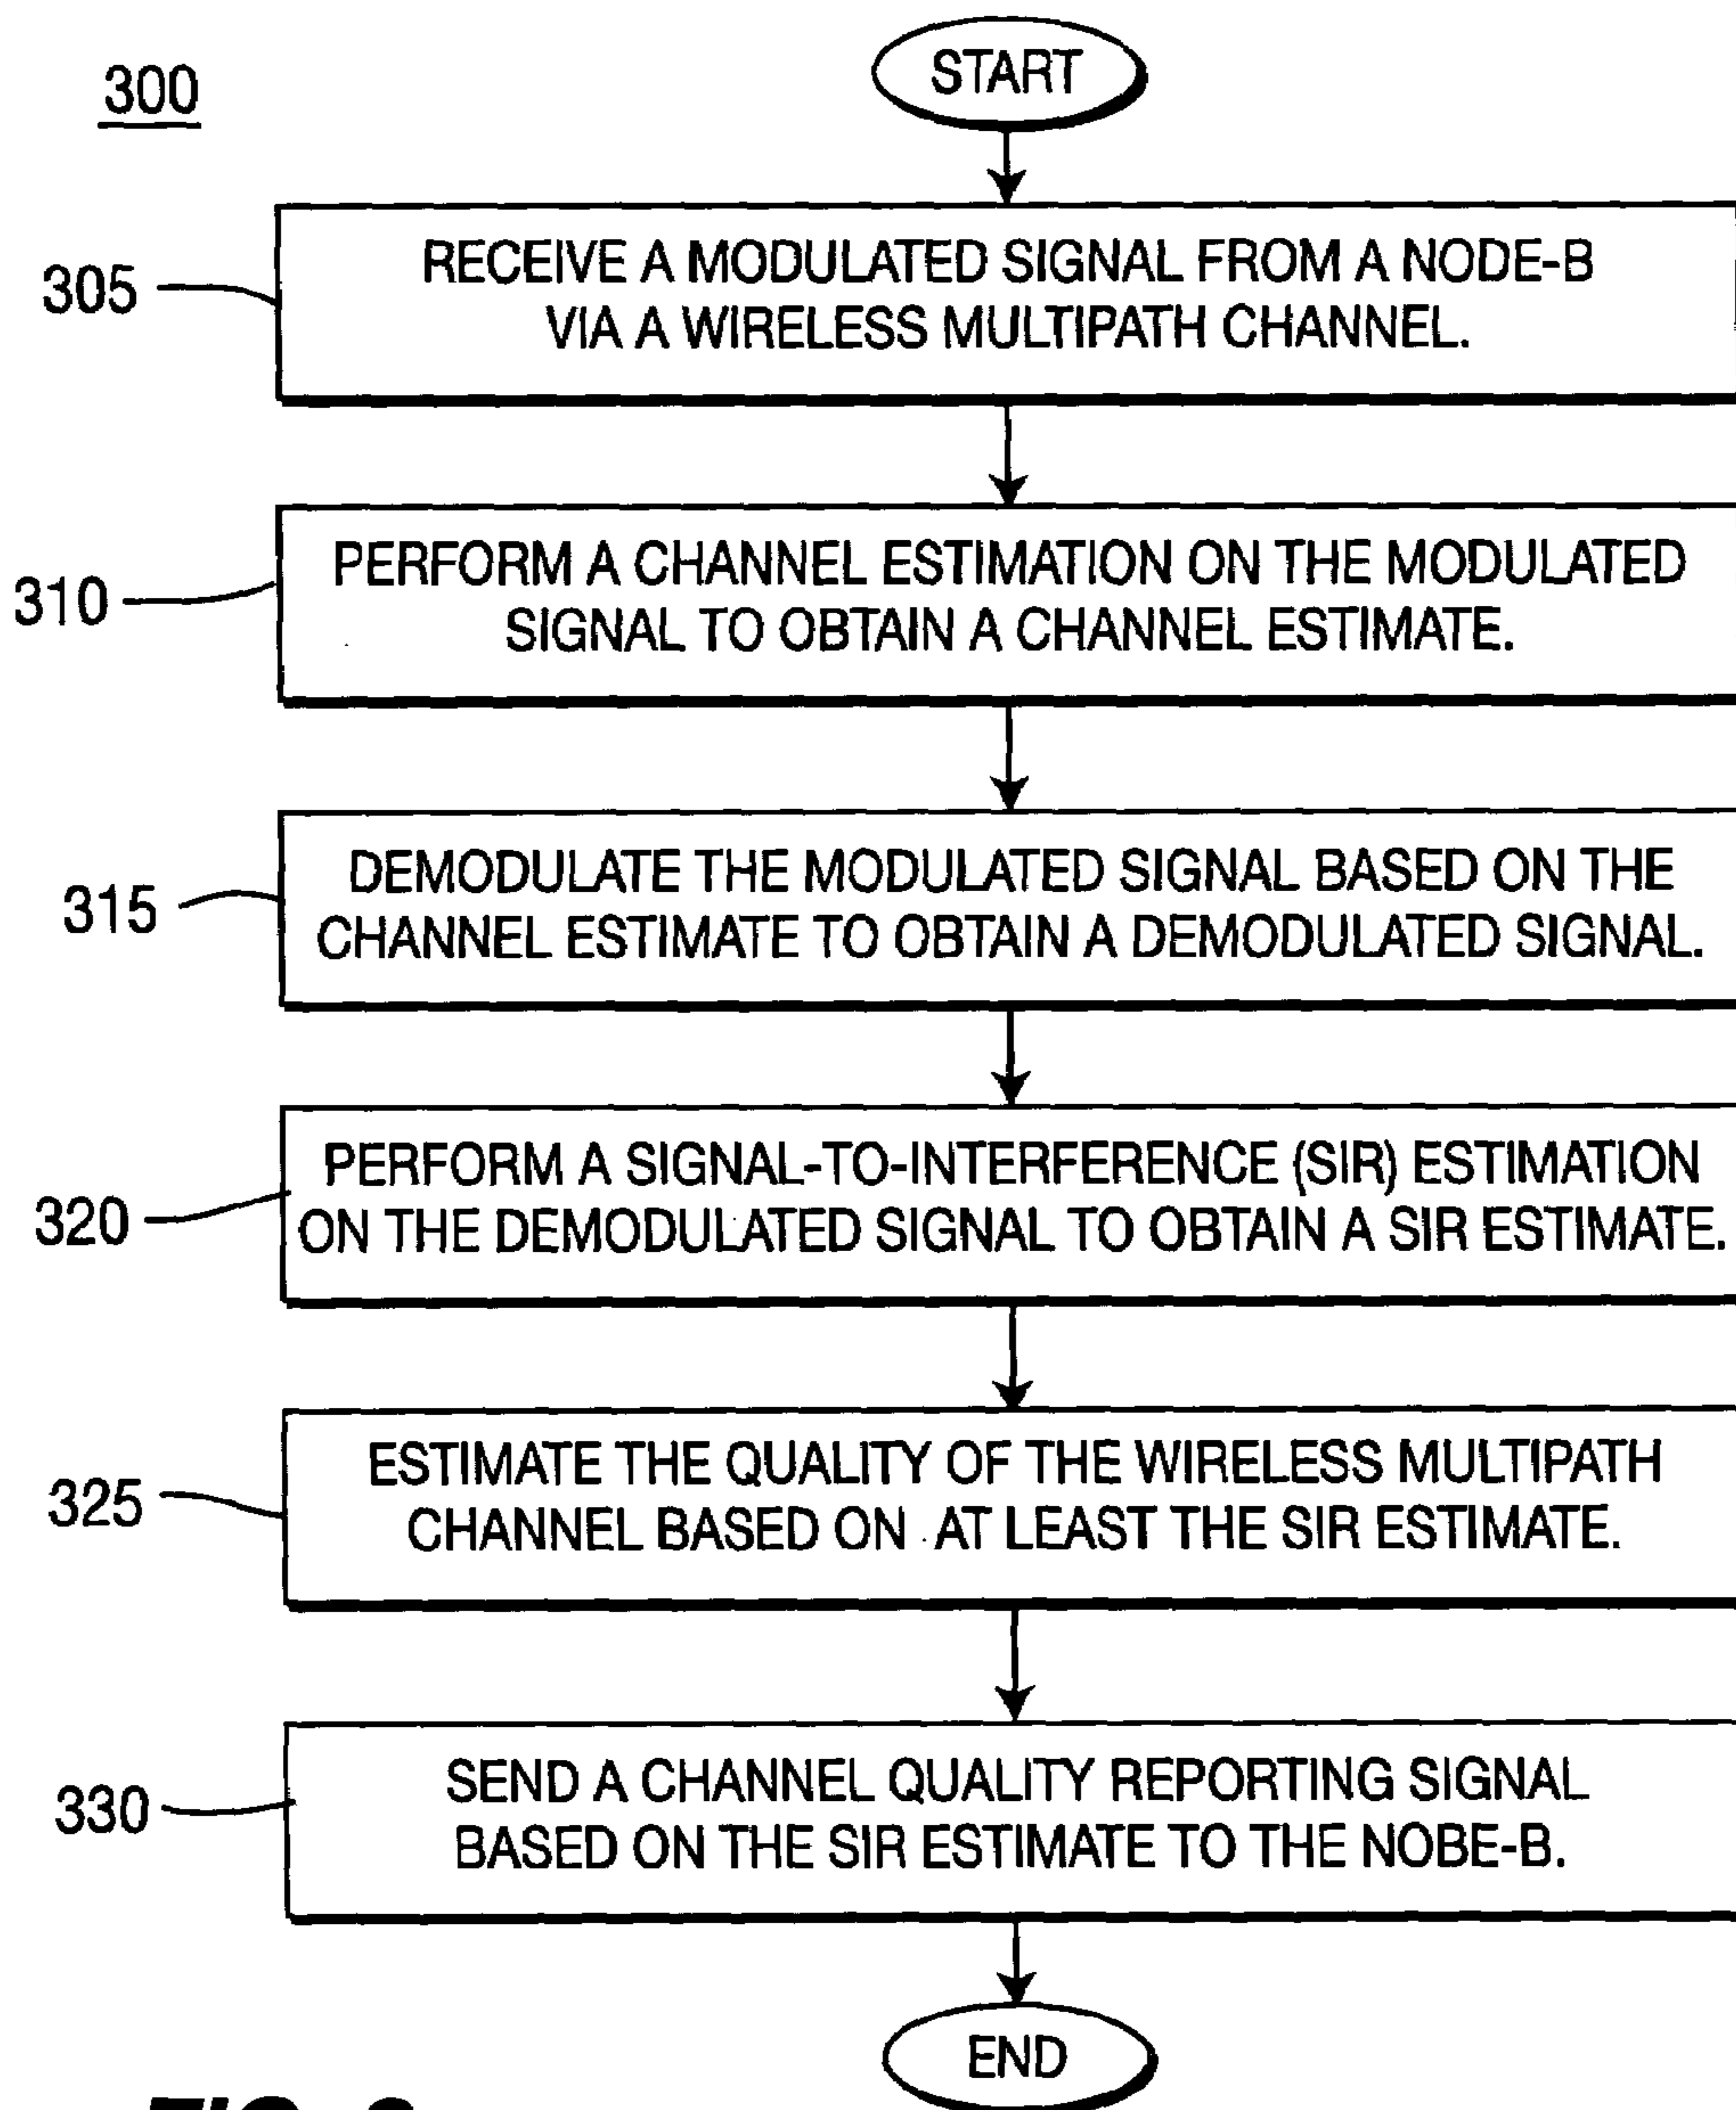 300
START
305
RECEIVE A MODULATED SIGNAL FROM A NODE-B
VIA A WIRELESS MULTIPATH CHANNEL.
310
PERFORM A CHANNEL ESTIMATION ON THE MODULATED
SIGNAL TO OBTAIN A CHANNEL ESTIMATE.
315
DEMODULATE THE MODULATED SIGNAL BASED ON THE
CHANNEL ESTIMATE TO OBTAIN A DEMODULATED SIGNAL.
320
PERFORM A SIGNAL-TO-INTERFERENCE (SIR) ESTIMATION
ON THE DEMODULATED SIGNAL TO OBTAIN A SIR ESTIMATE.
325
ESTIMATE THE QUALITY OF THE WIRELESS MULTIPATH
CHANNEL BASED ON AT LEAST THE SIR ESTIMATE.
330
SEND A CHANNEL QUALITY REPORTING SIGNAL
BASED ON THE SIR ESTIMATE TO THE NOBE-B.
END